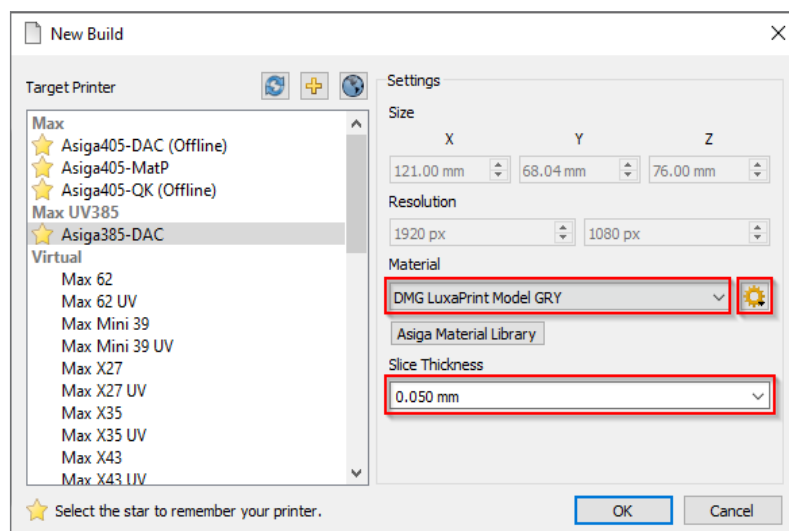 New Build
Target Printer
Max
Asiga405-DAC (Offline)
Asiga405-MatP
Asiga405-QK (Offline)
Max UV385
Asiga385-DAC
Virtual
Max 62
Max 62 UV
Max Mini 39
Max Mini 39 UV
Max X27
Max X27 UV
Max X35
Max X35 UV
Max X43
Max X43 UV
Select the star to remember your printer.
Settings
Size
X Y Z
121.00 mm 68.04 mm 76.00 mm
Resolution
1920 px 1080 px
Material
DMG LuxaPrint Model GRY
Asiga Material Library
Slice Thickness
0.050 mm
OK Cancel